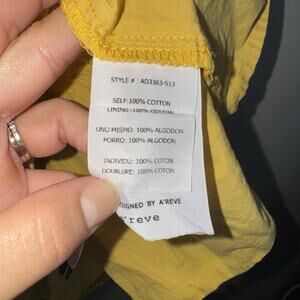 STYLE # : AD3363-S13
SELF:100% COTTON
LINING :100% COTTON
UNO MISMO: 100% ALGODON
FORRO: 100% ALGODON
INDIVIDU: 100% COTON
DOUBLURE: 100% COTON
ESIGNED BY A'REVE
a'reve